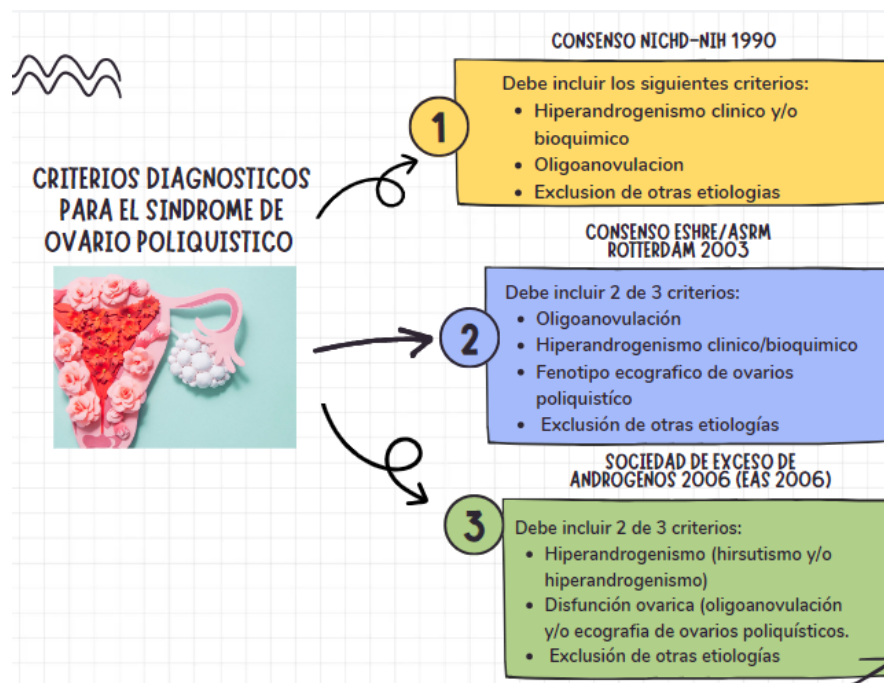 CRITERIOS DIAGNOSTICOS
PARA EL SINDROME DE
OVARIO POLIQUISTICO
CONSENSO NICHD-NIH 1990
1
Debe incluir los siguientes criterios:
• Hiperandrogenismo clinico y/o
bioquimico
• Oligoanovulacion
• Exclusion de otras etiologias
CONSENSO ESHRE/ASRM
ROTTERDAM 2003
2
Debe incluir 2 de 3 criterios:
• Oligoanovulación
• Hiperandrogenismo clinico/bioquimico
• Fenotipo ecografico de ovarios
poliquistíco
• Exclusión de otras etiologías
SOCIEDAD DE EXCESO DE
ANDROGENOS 2006 (EAS 2006)
3
Debe incluir 2 de 3 criterios:
• Hiperandrogenismo (hirsutismo y/o
hiperandrogenismo)
• Disfunción ovarica (oligoanovulación
y/o ecografia de ovarios poliquísticos.
• Exclusión de otras etiologías